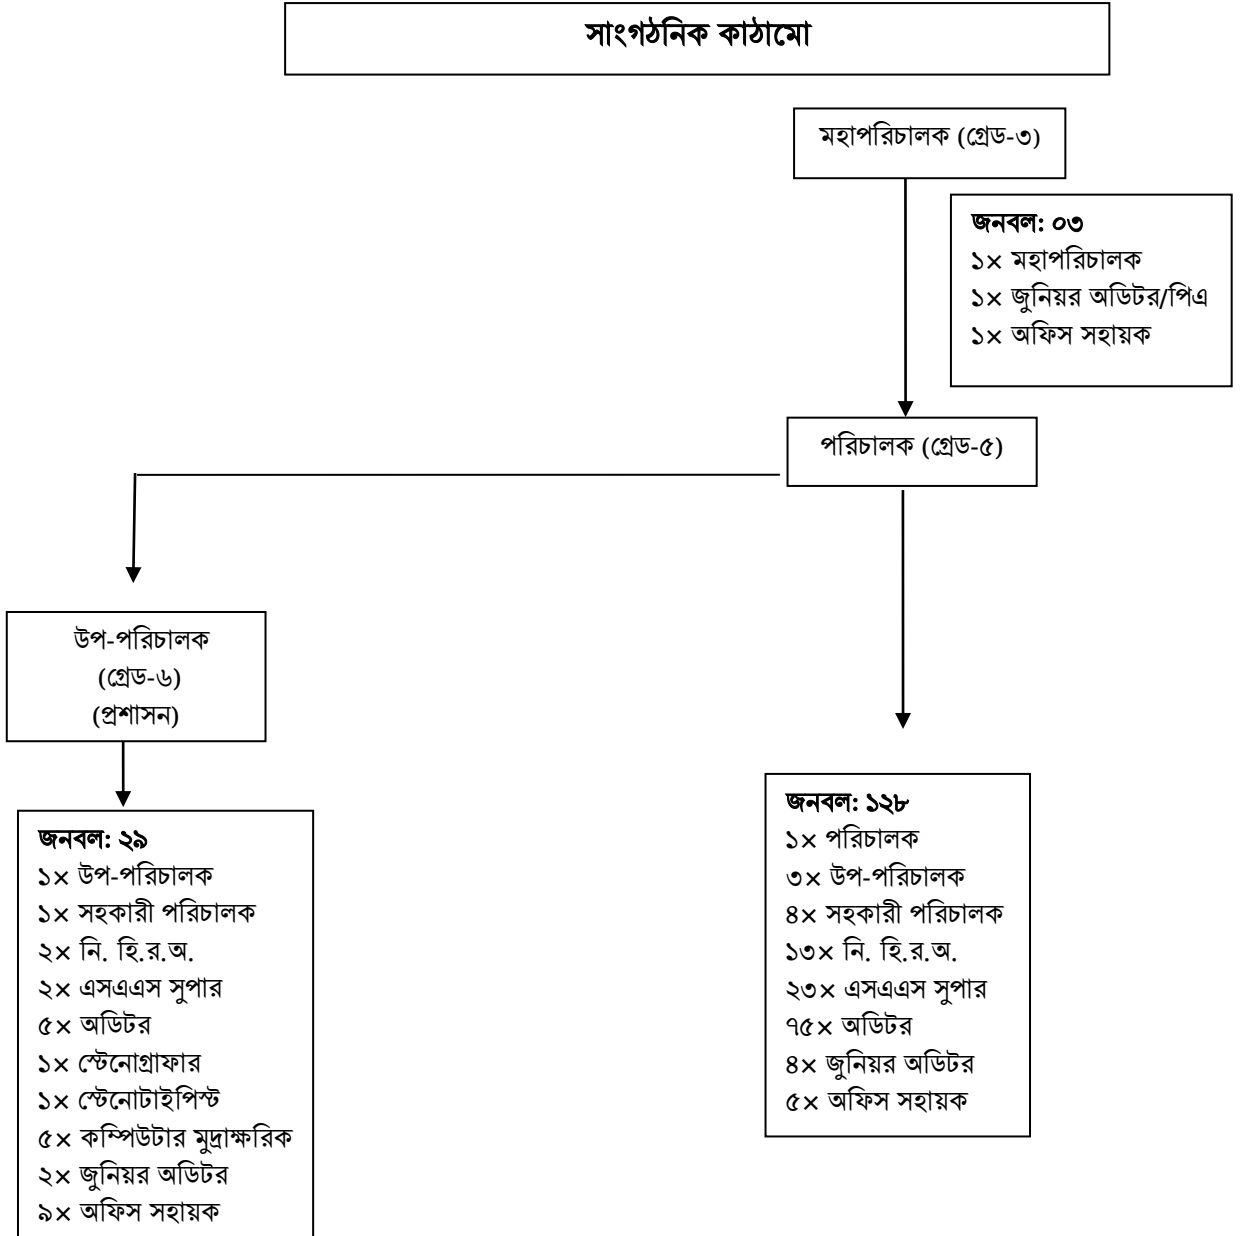 সাংগঠনিক কাঠামো
মহাপরিচালক (গ্রেড-৩)
জনবল: ০৩
১× মহাপরিচালক
১× জুনিয়র অডিটর/পিএ
১× অফিস সহায়ক
পরিচালক (গ্রেড-৫)
উপ-পরিচালক
(গ্রেড-৬)
(প্রশাসন)
জনবল: ২৯
১× উপ-পরিচালক
১× সহকারী পরিচালক
২× নি. হি.র.অ.
২× এসএএস সুপার
৫× অডিটর
১× স্টেনোগ্রাফার
১× স্টেনোটাইপিস্ট
৫× কম্পিউটার মুদ্রাক্ষরিক
২× জুনিয়র অডিটর
৯× অফিস সহায়ক
জনবল: ১২৮
১× পরিচালক
৩× উপ-পরিচালক
৪× সহকারী পরিচালক
১৩× নি. হি.র.অ.
২৩× এসএএস সুপার
৭৫× অডিটর
৪× জুনিয়র অডিটর
৫× অফিস সহায়ক